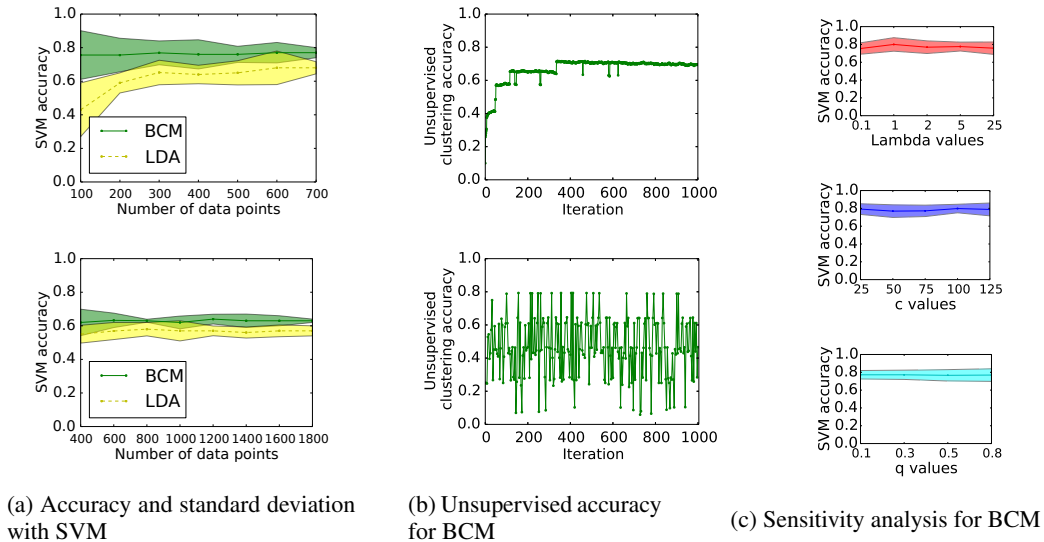 1.0
0.8
0.6
0.4
0.2
0.0
SVM accuracy
BCM
LDA
100 200 300 400 500 600 700
Number of data points
1.0
0.8
0.6
0.4
0.2
0.0
SVM accuracy
BCM
LDA
400 600 800 1000 1200 1400 1600 1800
Number of data points
(a) Accuracy and standard deviation
with SVM
1.0
0.8
0.6
0.4
0.2
0.0
Unsupervised
clustering accuracy
0 200 400 600 800 1000
Iteration
1.0
0.8
0.6
0.4
0.2
0.0
Unsupervised
clustering accuracy
0 200 400 600 800 1000
Iteration
(b) Unsupervised accuracy
for BCM
1.0
0.8
0.6
0.4
0.2
0.0
SVM accuracy
0.1 1 2 5 25
Lambda values
1.0
0.8
0.6
0.4
0.2
0.0
SVM accuracy
25 50 75 100 125
c values
1.0
0.8
0.6
0.4
0.2
0.0
SVM accuracy
0.1 0.3 0.5 0.8
q values
(c) Sensitivity analysis for BCM